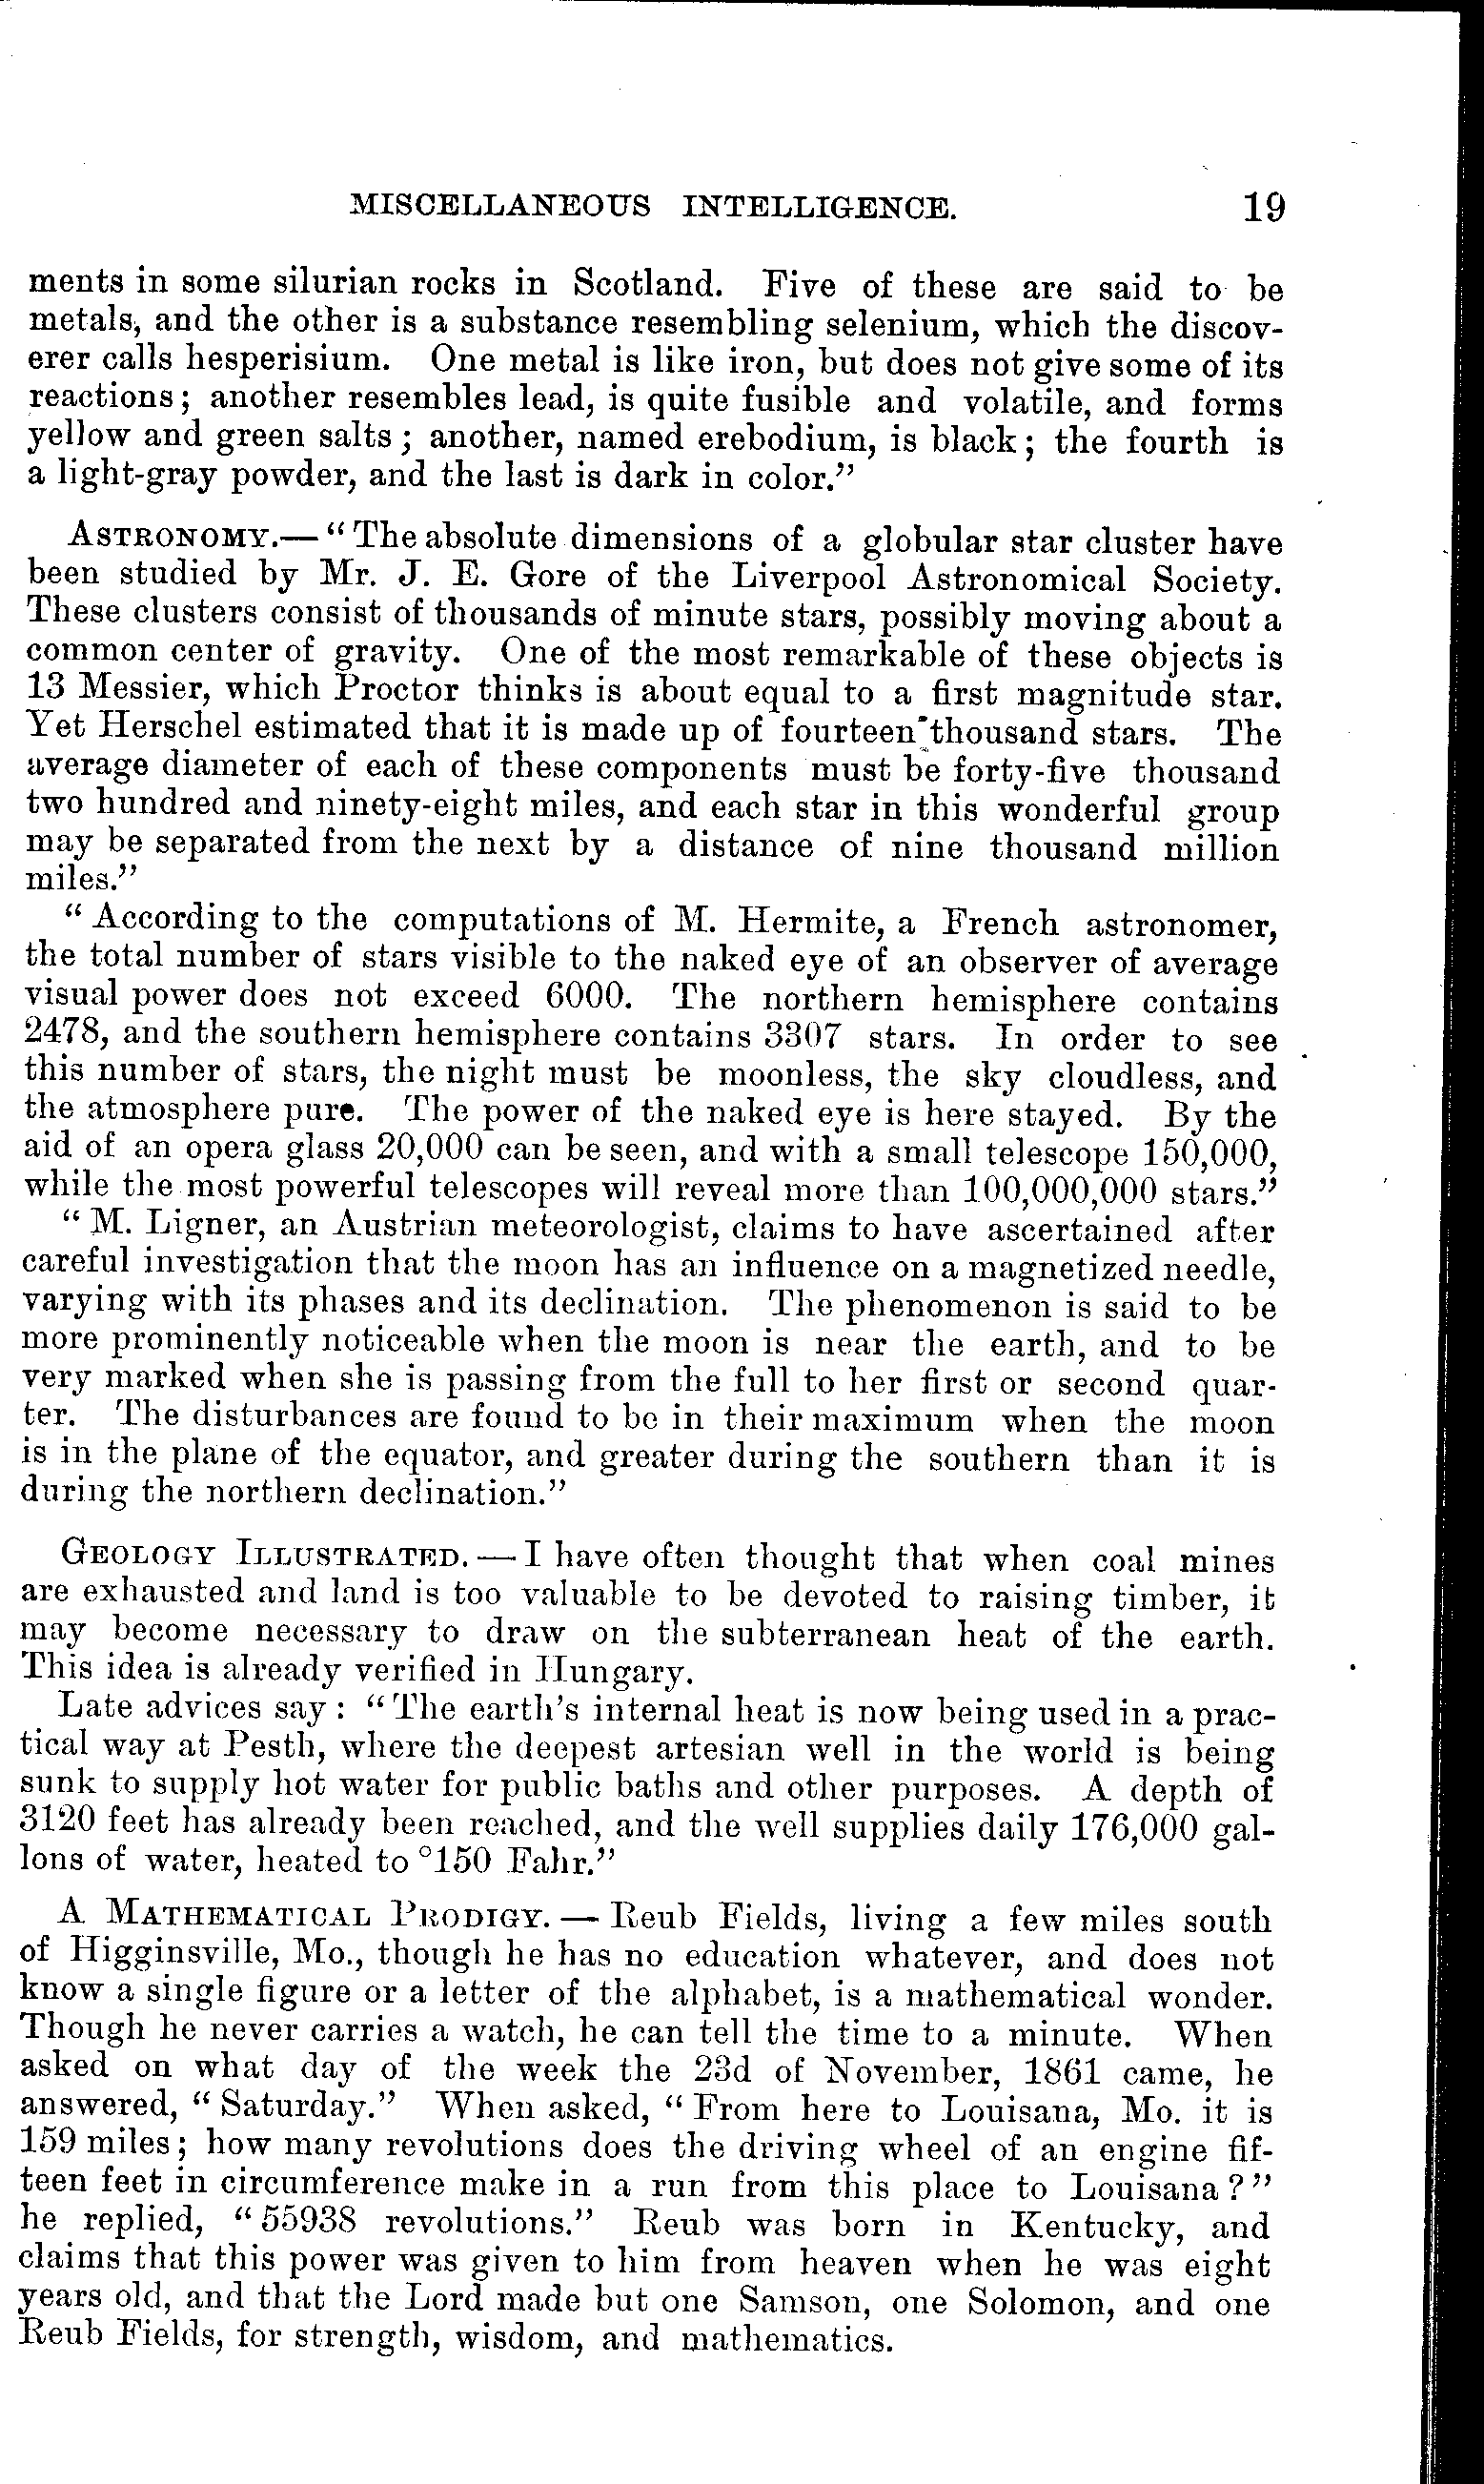 MISCELLANEOUS INTELLIGENCE. 19
ments in some silurian rocks in Scotland. Five of these are said to be
metals, and the other is a substance resembling selenium, which the discov-
erer calls hesperisium. One metal is like iron, but does not give some of its
reactions; another resembles lead, is quite fusible and volatile, and forms
yellow and green salts; another, named erebodium, is black; the fourth is
a light-gray powder, and the last is dark in color."
ASTRONOMY.—"The absolute dimensions of a globular star cluster have
been studied by Mr. J. E. Gore of the Liverpool Astronomical Society.
These clusters consist of thousands of minute stars, possibly moving about a
common center of gravity. One of the most remarkable of these objects is
13 Messier, which Proctor thinks is about equal to a first magnitude star.
Yet Herschel estimated that it is made up of fourteen thousand stars. The
average diameter of each of these components must be forty-five thousand
two hundred and ninety-eight miles, and each star in this wonderful group
may be separated from the next by a distance of nine thousand million
miles."
"According to the computations of M. Hermite, a French astronomer,
the total number of stars visible to the naked eye of an observer of average
visual power does not exceed 6000. The northern hemisphere contains
2478, and the southern hemisphere contains 3307 stars. In order to see
this number of stars, the night must be moonless, the sky cloudless, and
the atmosphere pure. The power of the naked eye is here stayed. By the
aid of an opera glass 20,000 can be seen, and with a small telescope 150,000,
while the most powerful telescopes will reveal more than 100,000,000 stars."
"M. Ligner, an Austrian meteorologist, claims to have ascertained after
careful investigation that the moon has an influence on a magnetized needle,
varying with its phases and its declination. The phenomenon is said to be
more prominently noticeable when the moon is near the earth, and to be
very marked when she is passing from the full to her first or second quar-
ter. The disturbances are found to be in their maximum when the moon
is in the plane of the equator, and greater during the southern than it is
during the northern declination."
GEOLOGY ILLUSTRATED.—I have often thought that when coal mines
are exhausted and land is too valuable to be devoted to raising timber, it
may become necessary to draw on the subterranean heat of the earth.
This idea is already verified in Hungary.
Late advices say: "The earth's internal heat is now being used in a prac-
tical way at Pesth, where the deepest artesian well in the world is being
sunk to supply hot water for public baths and other purposes. A depth of
3120 feet has already been reached, and the well supplies daily 176,000 gal-
lons of water, heated to °150 Fahr."
A MATHEMATICAL PRODIGY.—Reub Fields, living a few miles south
of Higginsville, Mo., though he has no education whatever, and does not
know a single figure or a letter of the alphabet, is a mathematical wonder.
Though he never carries a watch, he can tell the time to a minute. When
asked on what day of the week the 23d of November, 1861 came, he
answered, "Saturday." When asked, "From here to Louisana, Mo. it is
159 miles; how many revolutions does the driving wheel of an engine fif-
teen feet in circumference make in a run from this place to Louisana?"
he replied, "55938 revolutions." Reub was born in Kentucky, and
claims that this power was given to him from heaven when he was eight
years old, and that the Lord made but one Samson, one Solomon, and one
Reub Fields, for strength, wisdom, and mathematics.